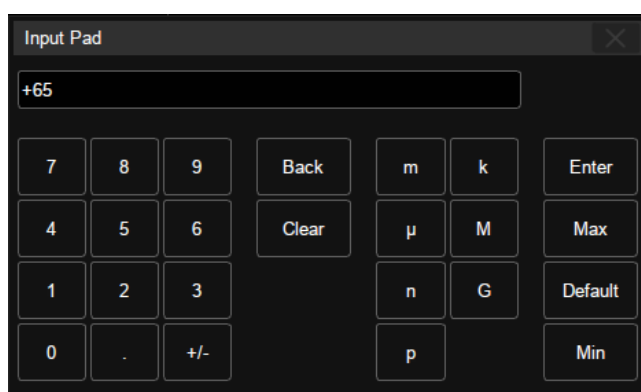 Input Pad
+65
7 8 9 Back m k Enter
4 5 6 Clear µ M Max
1 2 3 n G Default
0 . +/- p Min